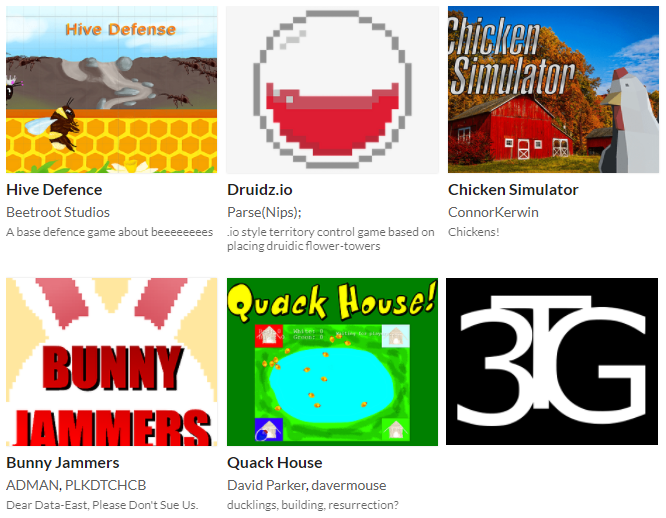 Hive Defense
Chicken
Simulator
Hive Defence
Druidz.io
Chicken Simulator
Beetroot Studios
Parse(Nips);
ConnorKerwin
A base defence game about beeeeeeees
.io style territory control game based on
placing druidic flower-towers
Chickens!
BUNNY
JAMMERS
Quack House!
3TG
Bunny Jammers
Quack House
ADMAN, PLKDTCHCB
David Parker, davermouse
Dear Data-East, Please Don't Sue Us.
ducklings, building, resurrection?